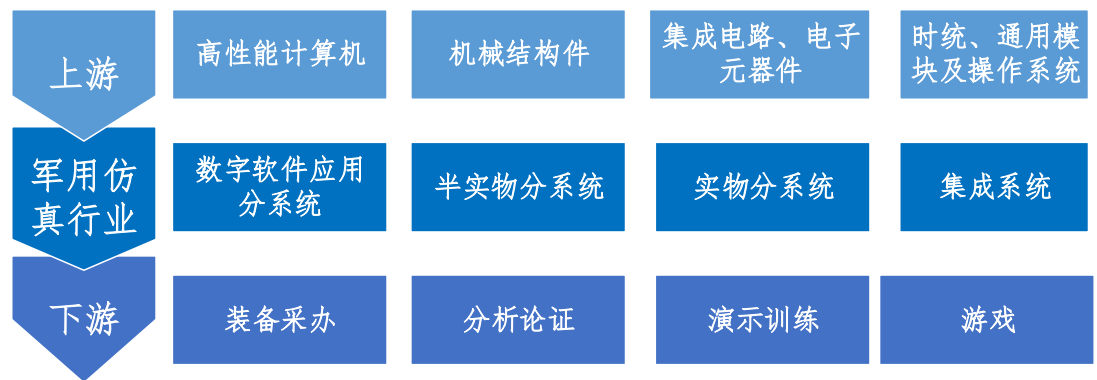 上游
高性能计算机
机械结构件
集成电路、电子
元器件
时统、通用模
块及操作系统
军用仿
真行业
数字软件应用
分系统
半实物分系统
实物分系统
集成系统
下游
装备采办
分析论证
演示训练
游戏